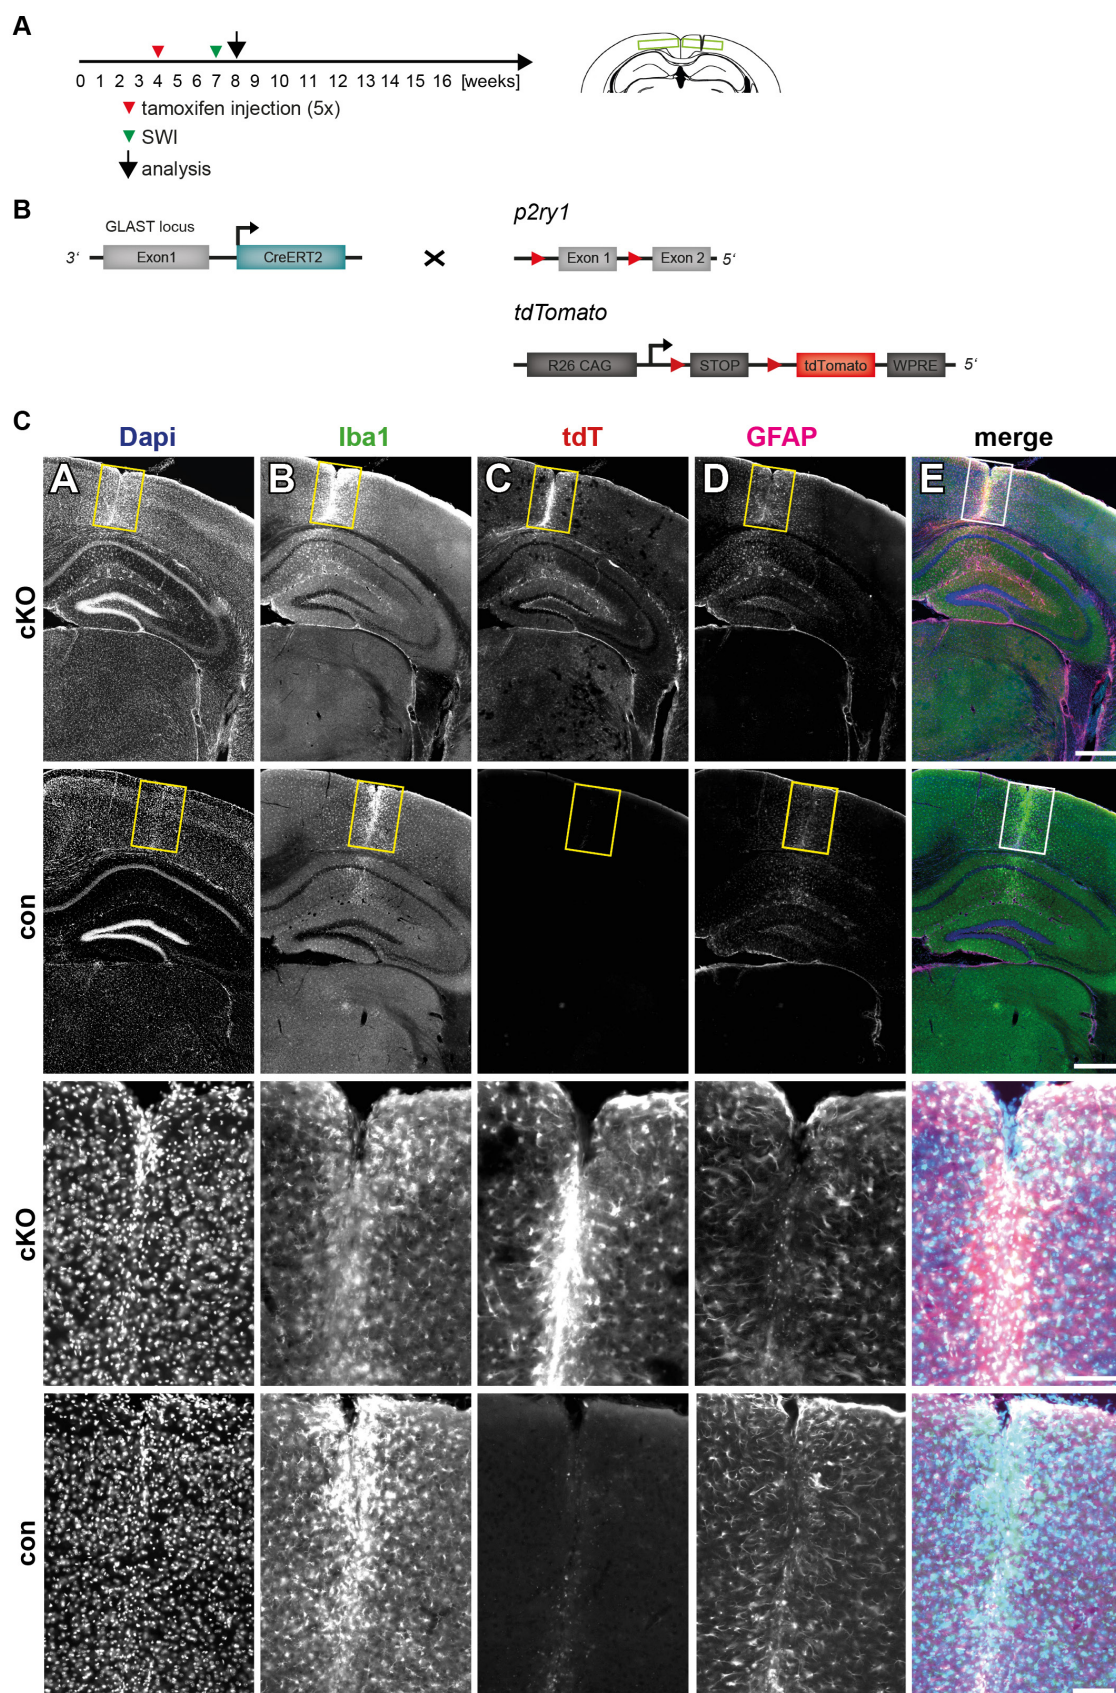 A
0 1 2 3 4 5 6 7 8 9 10 11 12 13 14 15 16 [weeks]
tamoxifen injection (5x)
SWI
analysis
B
GLAST locus
3‘ Exon1 CreERT2
p2ry1
Exon 1 Exon 2 5‘
tdTomato
R26 CAG STOP tdTomato WPRE 5‘
C
Dapi Iba1 tdT GFAP merge
A B C D E
cKO
con
cKO
con